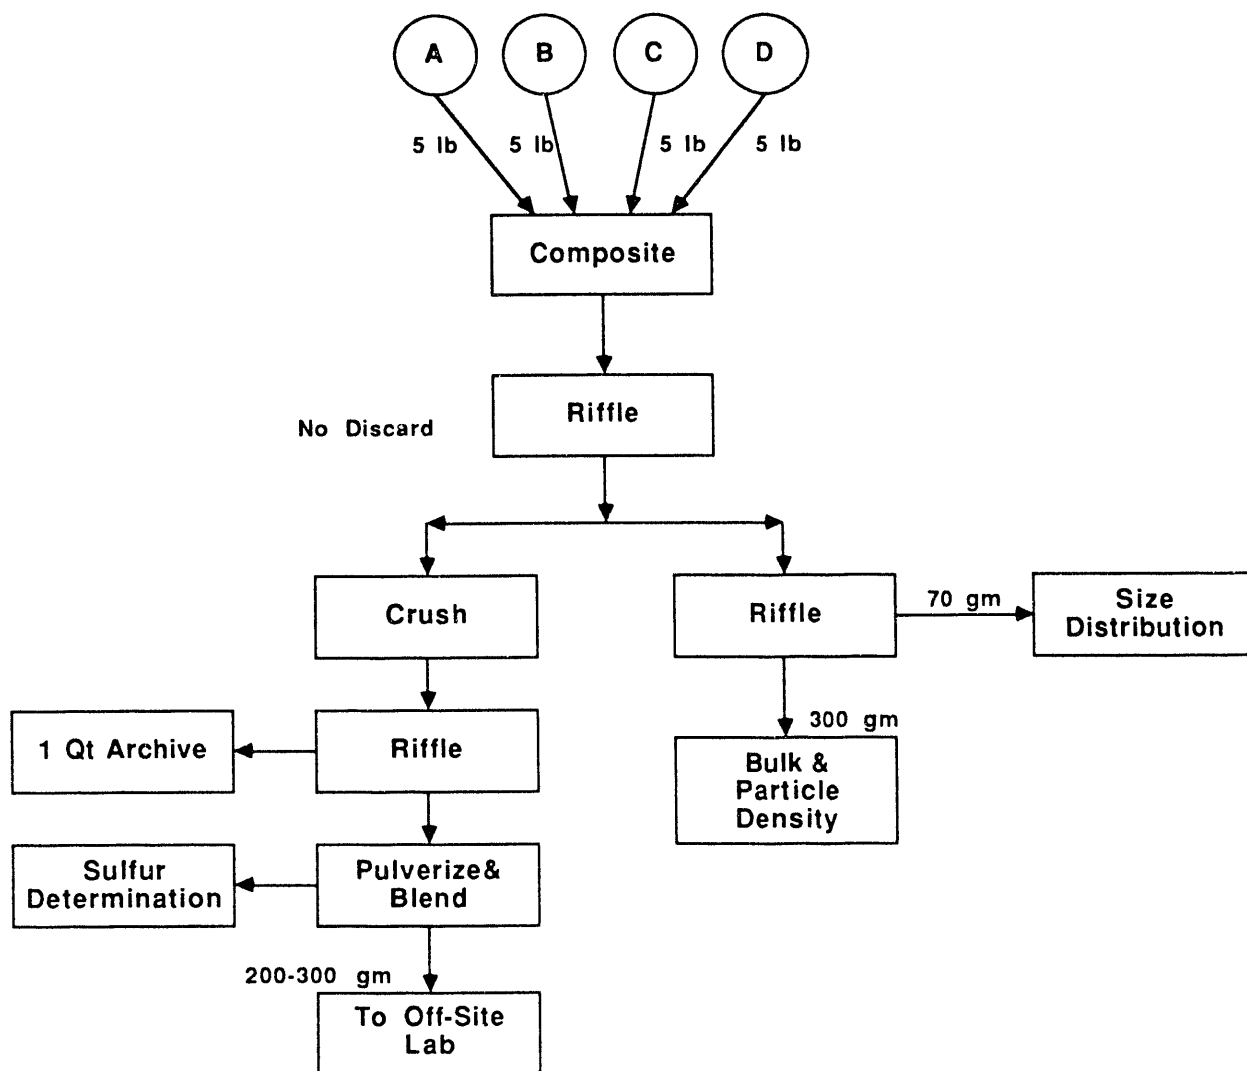 A B C D
5 lb 5 lb 5 lb 5 lb
Composite
Riffle
No Discard
Crush
Riffle
70 gm
Size
Distribution
1 Qt Archive
Riffle
300 gm
Bulk &
Particle
Density
Sulfur
Determination
Pulverize&
Blend
200-300 gm
To Off-Site
Lab